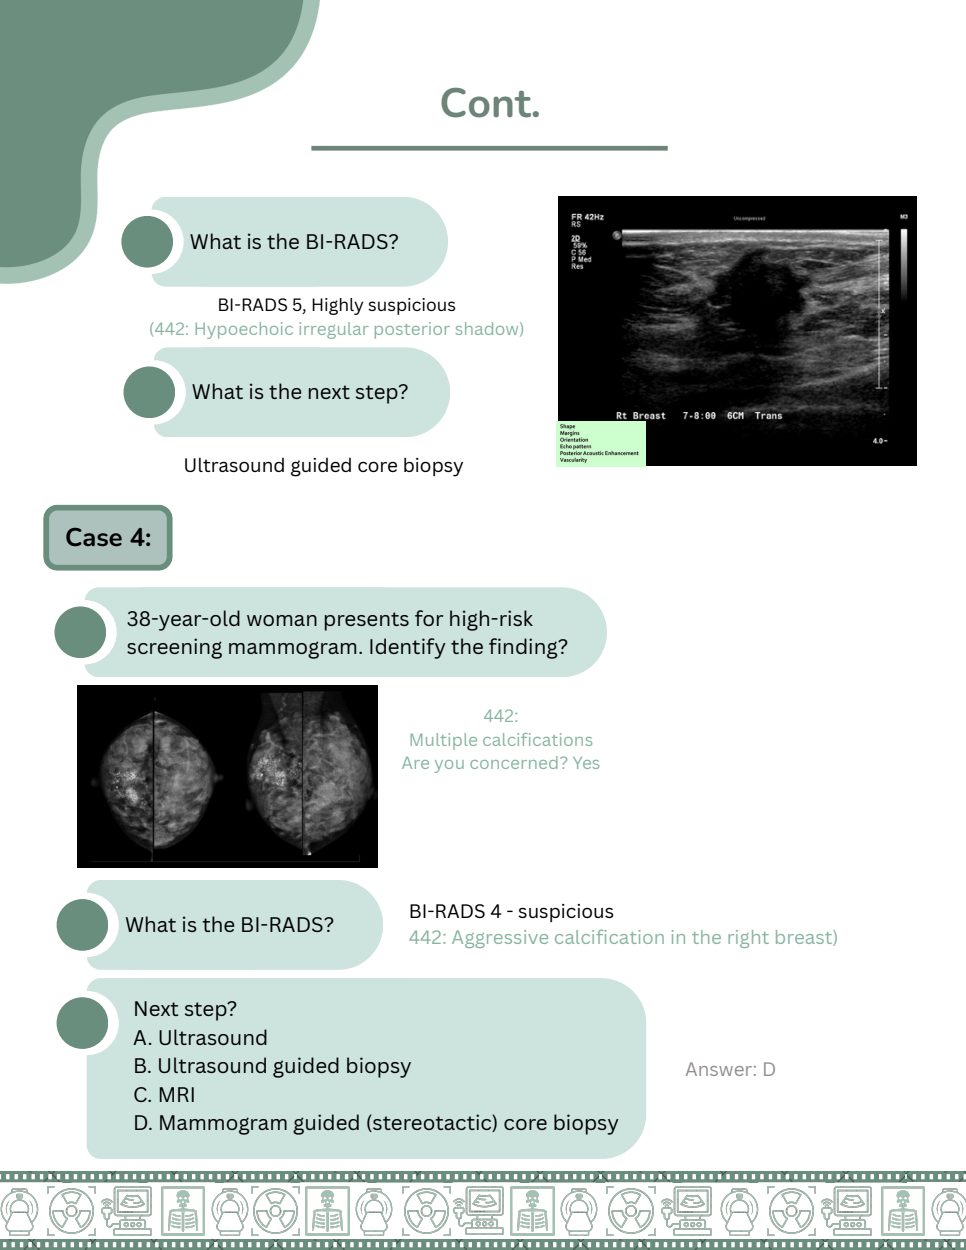 Cont.
What is the BI-RADS?
BI-RADS 5, Highly suspicious
(442: Hypoechoic irregular posterior shadow)
What is the next step?
Ultrasound guided core biopsy
FR 42Hz
RS
2D
59%
C 56
P Med
Res
Uncompressed
M3
x
Rt Breast 7-8:00 6CM Trans
4.0-
Shape
Margins
Orientation
Echo pattern
Posterior Acoustic Enhancement
Vascularity
Case 4:
38-year-old woman presents for high-risk
screening mammogram. Identify the finding?
442:
Multiple calcifications
Are you concerned? Yes
What is the BI-RADS?
BI-RADS 4 - suspicious
442: Aggressive calcification in the right breast)
Next step?
A. Ultrasound
B. Ultrasound guided biopsy
C. MRI
D. Mammogram guided (stereotactic) core biopsy
Answer: D